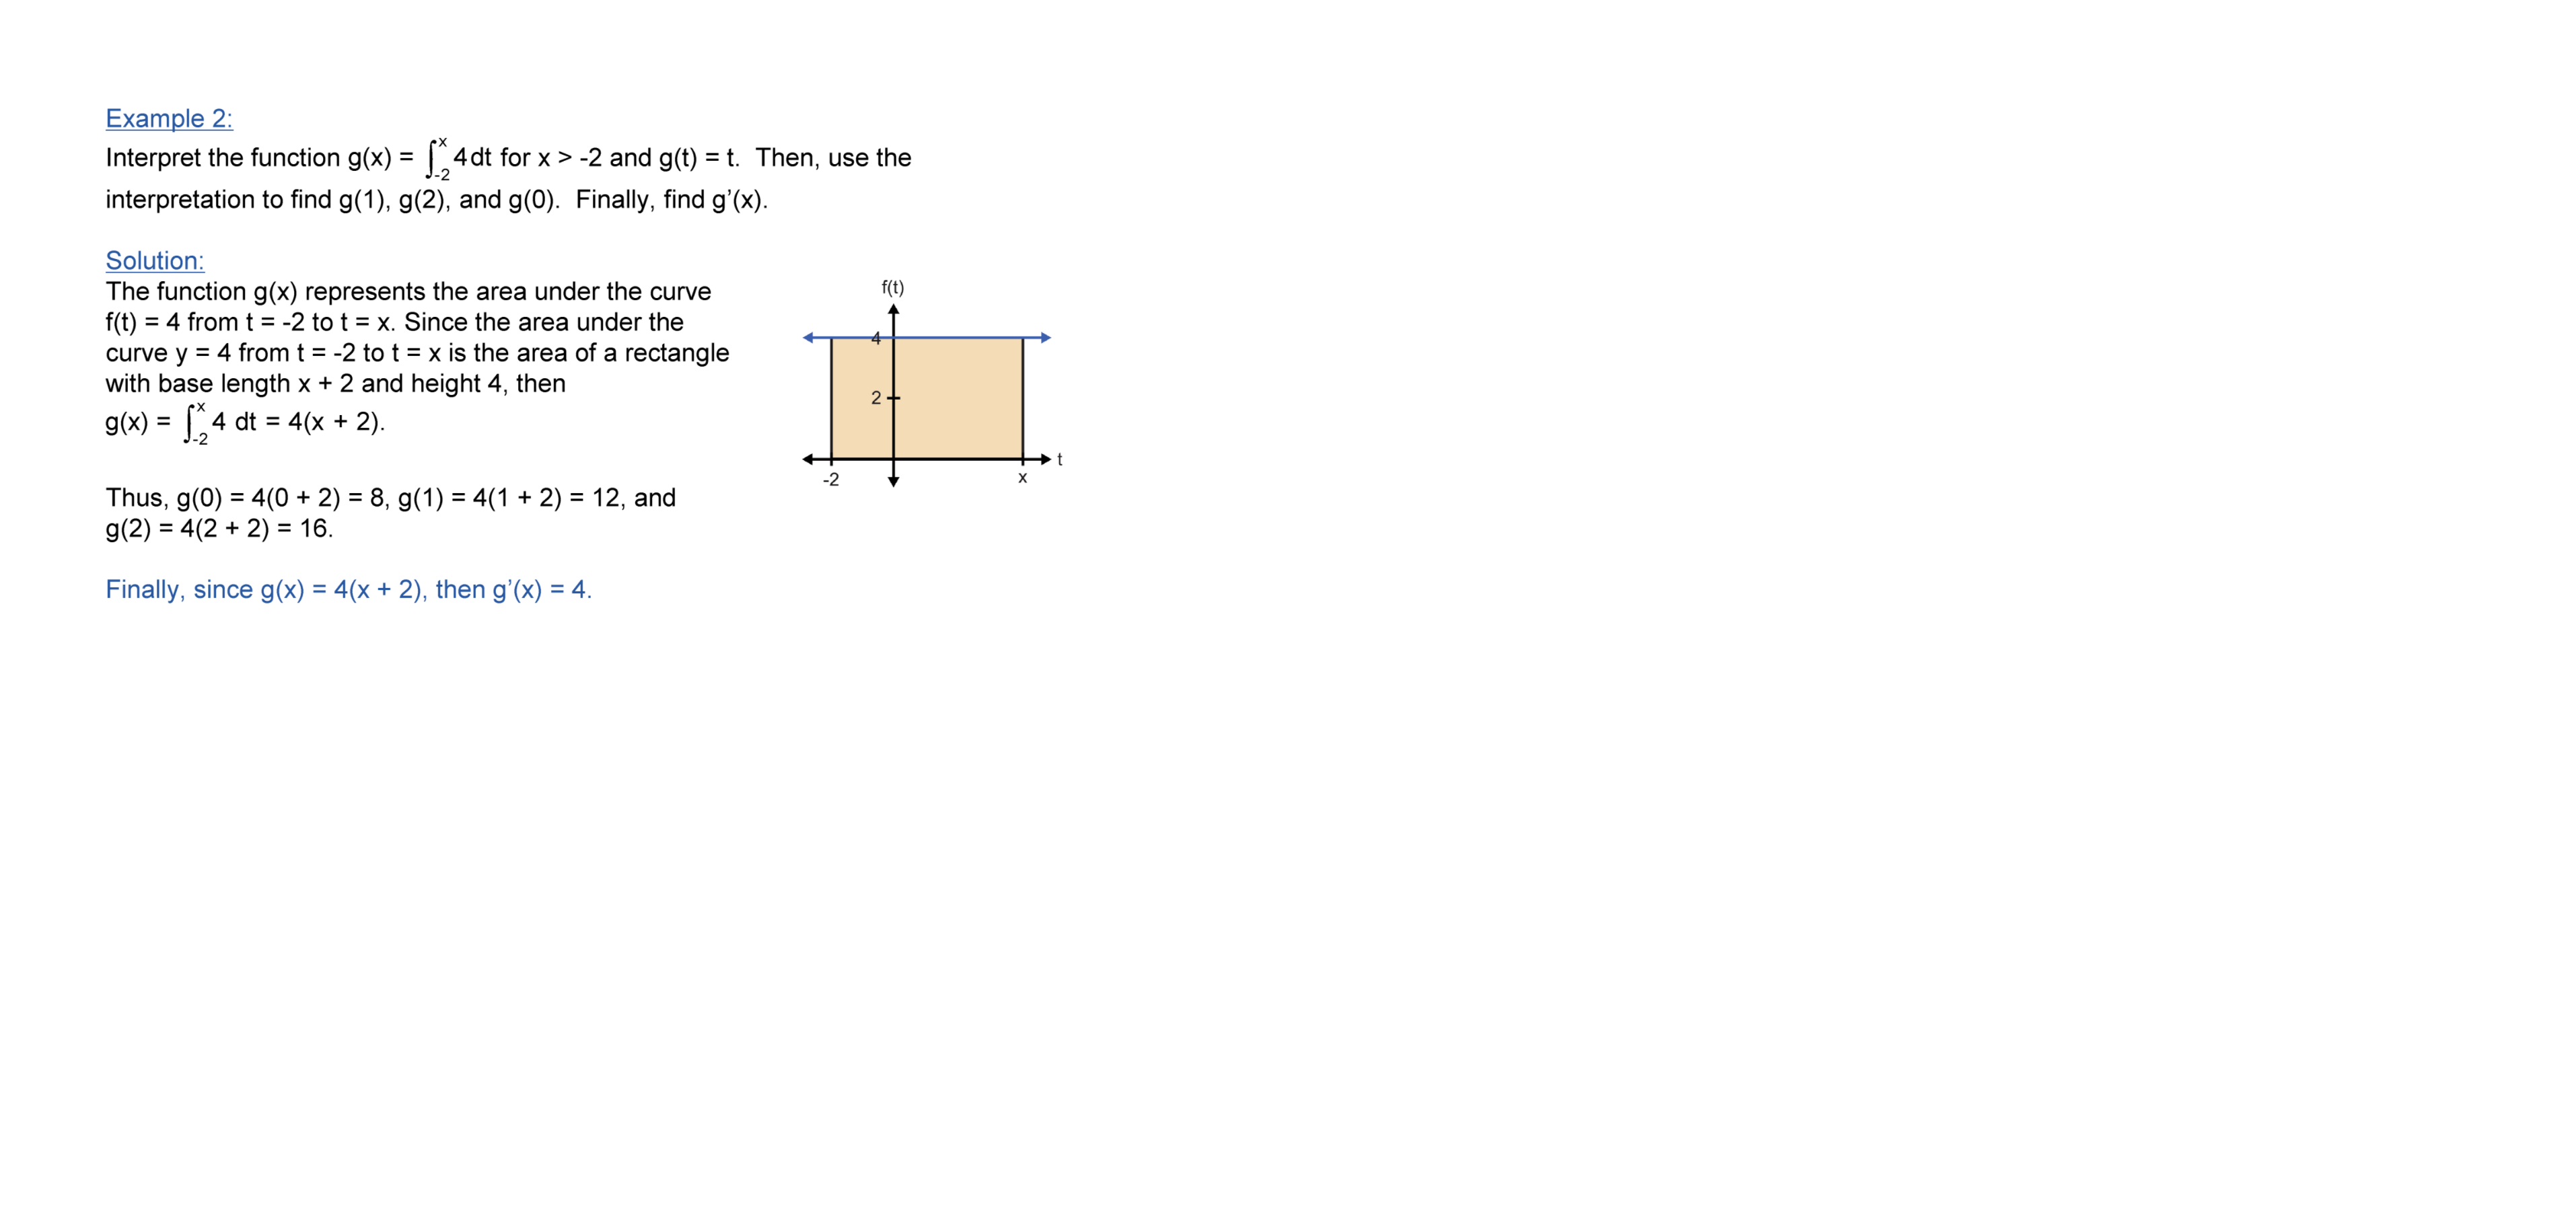 Example 2:
Interpret the function g(x) = ∫₋₂ˣ 4dt for x > -2 and g(t) = t.  Then, use the
interpretation to find g(1), g(2), and g(0).  Finally, find g’(x).
Solution:
The function g(x) represents the area under the curve
f(t) = 4 from t = -2 to t = x. Since the area under the
curve y = 4 from t = -2 to t = x is the area of a rectangle
with base length x + 2 and height 4, then
g(x) = ∫₋₂ˣ 4 dt = 4(x + 2).
Thus, g(0) = 4(0 + 2) = 8, g(1) = 4(1 + 2) = 12, and
g(2) = 4(2 + 2) = 16.
Finally, since g(x) = 4(x + 2), then g’(x) = 4.
f(t)
4
2
t
-2
x